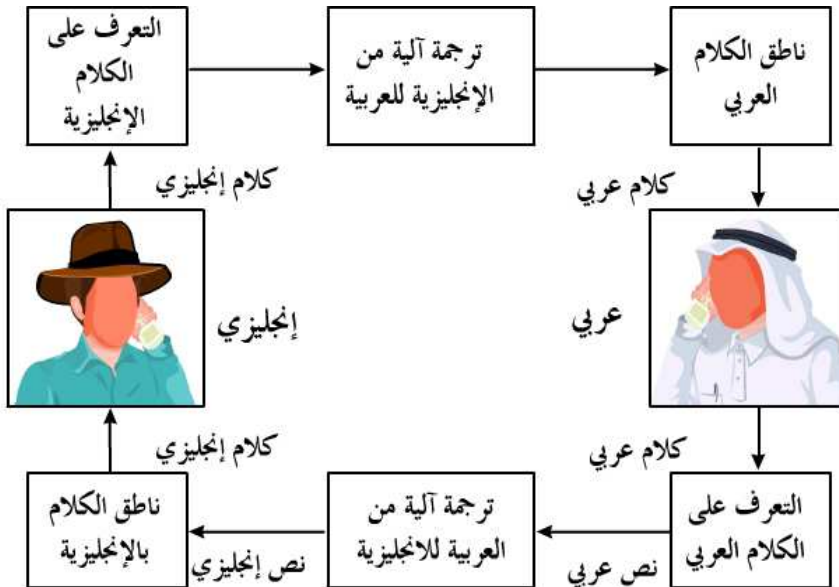 التعرف على
الكلام
الإنجليزية
ترجمة آلية من
الإنجليزية للعربية
ناطق الكلام
العربي
كلام إنجليزي
كلام عربي
إنجليزي
عربي
كلام إنجليزي
كلام عربي
ناطق الكلام
بالإنجليزية
نص إنجليزي
ترجمة آلية من
العربية للانجليزية
نص عربي
التعرف على
الكلام العربي